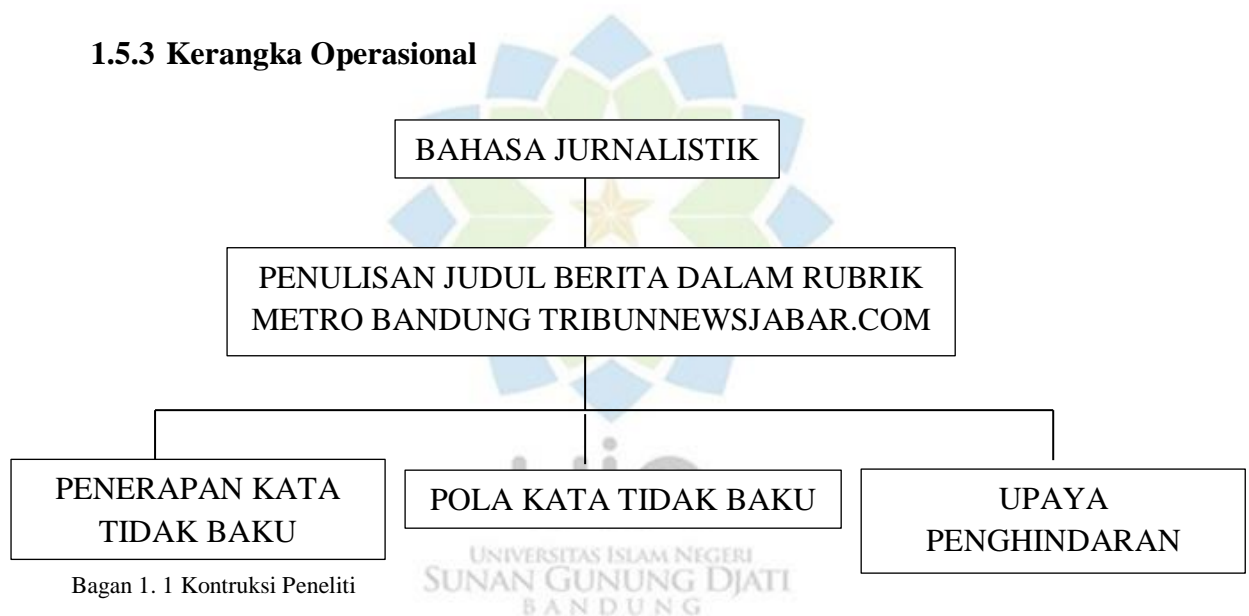 1.5.3 Kerangka Operasional
BAHASA JURNALISTIK
PENULISAN JUDUL BERITA DALAM RUBRIK
METRO BANDUNG TRIBUNNEWSJABAR.COM
PENERAPAN KATA
TIDAK BAKU
POLA KATA TIDAK BAKU
UPAYA
PENGHINDARAN
Bagan 1. 1 Kontruksi Peneliti
UNIVERSITAS ISLAM NEGERI
SUNAN GUNUNG DJATI
BANDUNG